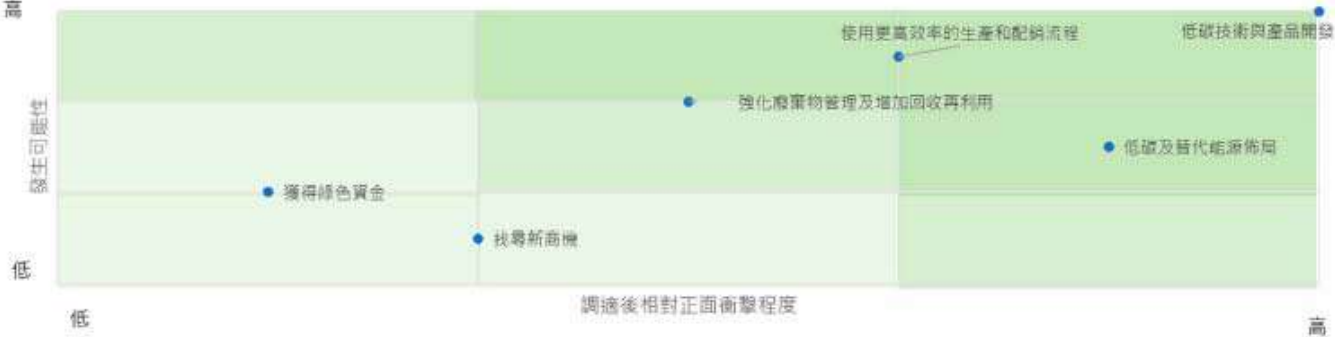 高
使用更高效率的生產和配銷流程
低碳技術與產品開發
強化廢棄物管理及增加回收再利用
發生可能性
低碳及替代能源佈局
獲得綠色資金
找尋新商機
低
調適後相對正面衝擊程度
低
高